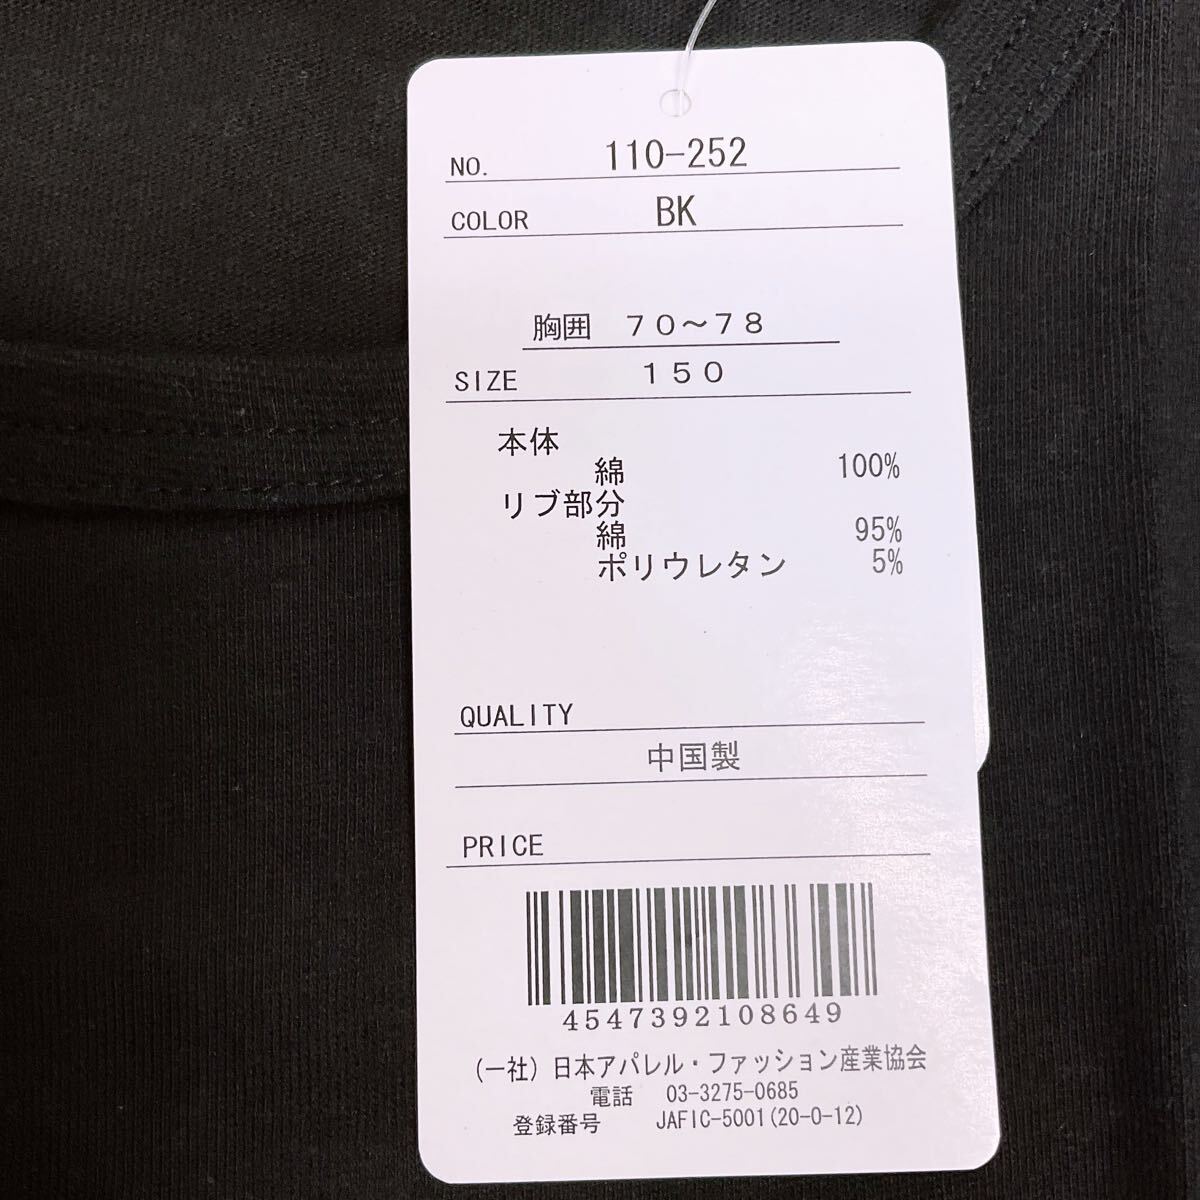 NO. 110-252
COLOR BK
胸囲 70～78
SIZE 150
本体
綿 100%
リブ部分
綿 95%
ポリウレタン 5%
QUALITY
中国製
PRICE
4547392108649
(一社)日本アパレル・ファッション産業協会
電話 03-3275-0685
登録番号 JAFIC-5001(20-0-12)